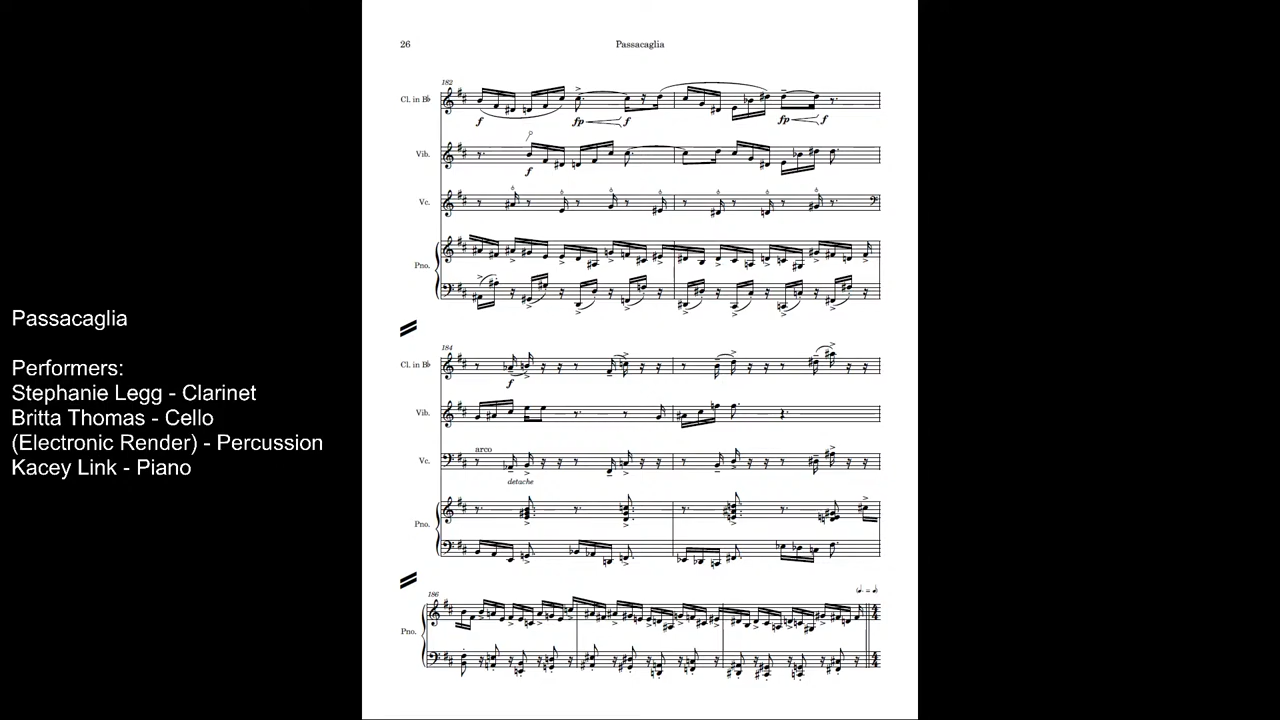 Passacaglia
Performers:
Stephanie Legg - Clarinet
Britta Thomas - Cello
(Electronic Render) - Percussion
Kacey Link - Piano
26
Passacaglia
182
Cl. in B♭
f
fp
f
fp
f
Vib.
f
Vc.
Pno.
184
Cl. in B♭
f
Vib.
arco
Vc.
detache
Pno.
186
Pno.